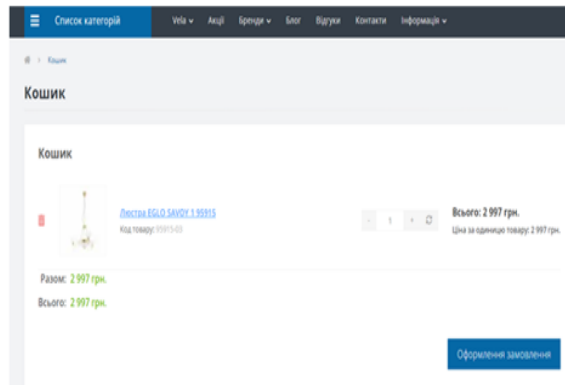 Список категорій
Vela Акції Бренди Блог Відгуки Контакти Інформація
Кошик
Кошик
Кошик
Люстра EGLO SAVOY 1 95915
Код товару: 95915-03
- 1 +
Всього: 2 997 грн.
Ціна за одиницю товару: 2 997 грн.
Разом: 2 997 грн.
Всього: 2 997 грн.
Оформлення замовлення